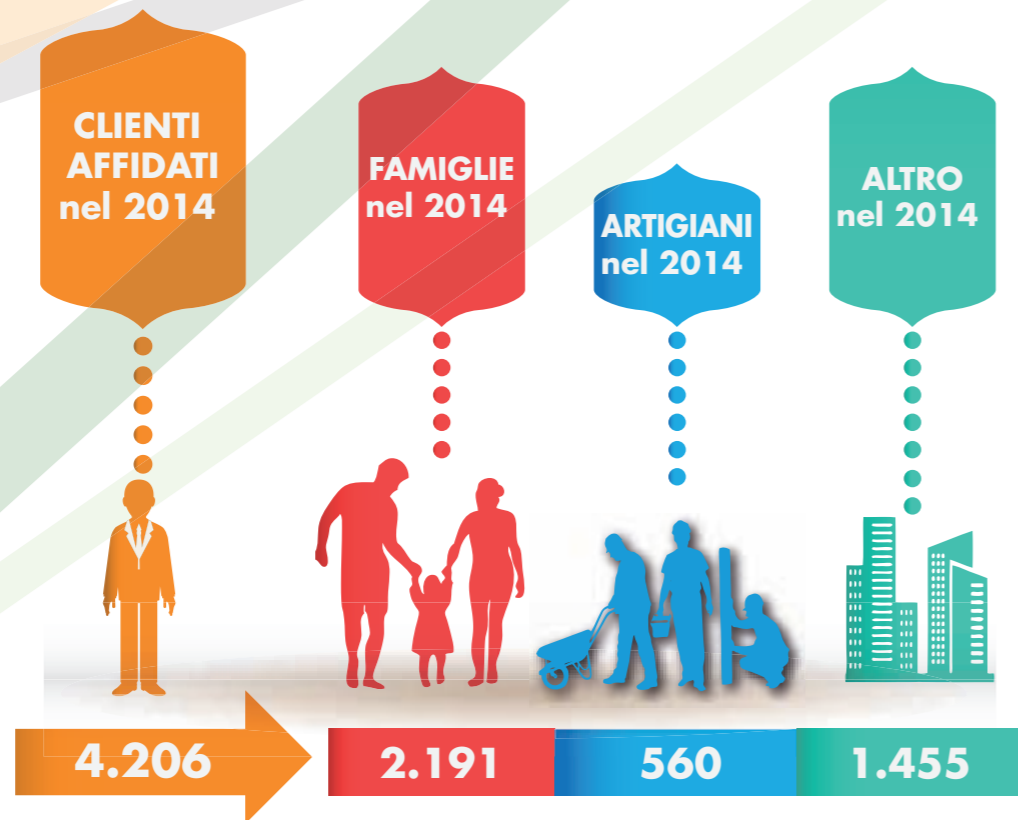 CLIENTI
AFFIDATI
nel 2014
FAMIGLIE
nel 2014
ARTIGIANI
nel 2014
ALTRO
nel 2014
4.206
2.191
560
1.455